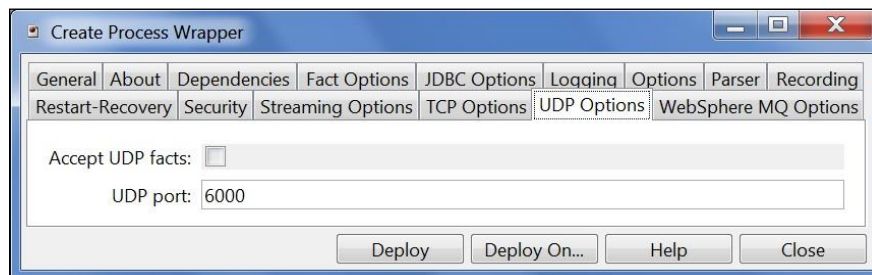 Create Process Wrapper
General About Dependencies Fact Options JDBC Options Logging Options Parser Recording
Restart-Recovery Security Streaming Options TCP Options UDP Options WebSphere MQ Options
Accept UDP facts:
UDP port: 6000
Deploy Deploy On... Help Close